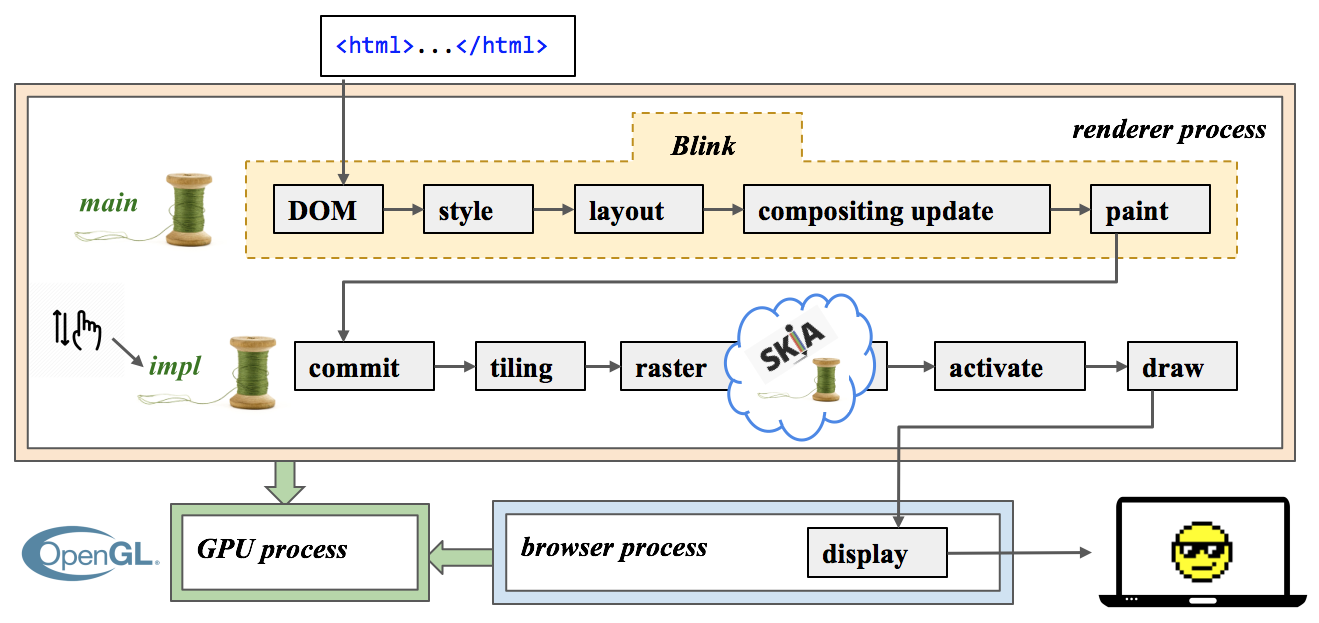 <html>...</html>
renderer process
Blink
main
DOM
style
layout
compositing update
paint
impl
commit
tiling
raster
SKiA
activate
draw
OpenGL®
GPU process
browser process
display